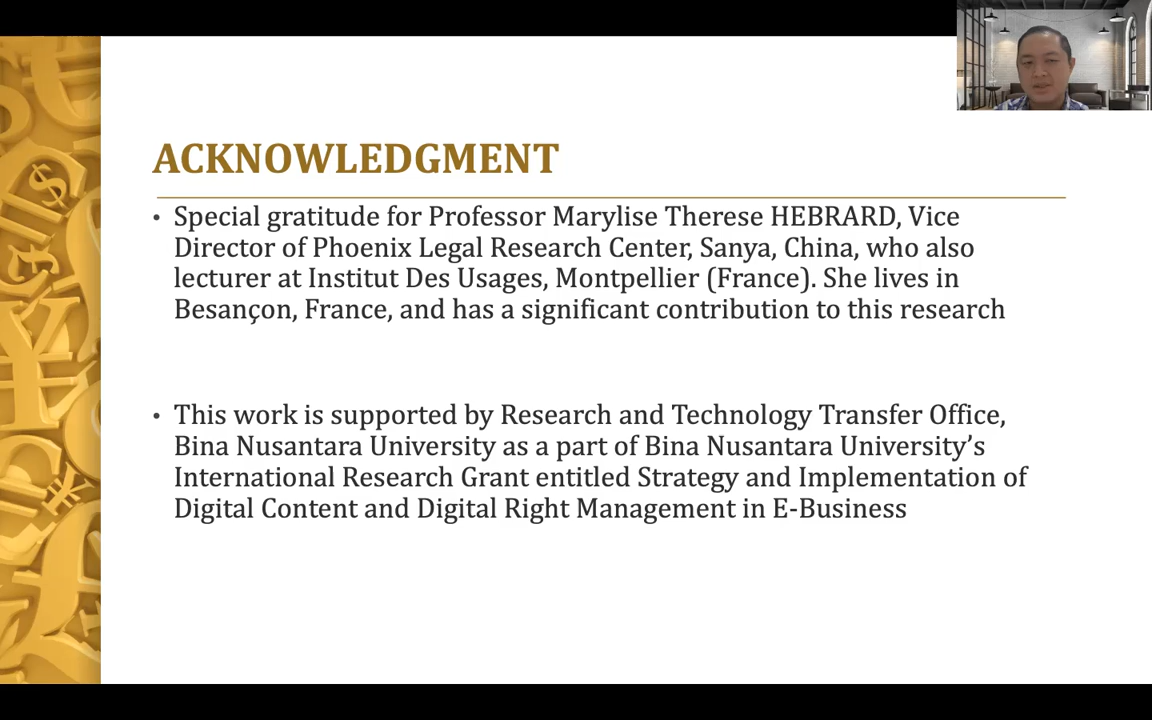 ACKNOWLEDGMENT
• Special gratitude for Professor Marylise Therese HEBRARD, Vice
Director of Phoenix Legal Research Center, Sanya, China, who also
lecturer at Institut Des Usages, Montpellier (France). She lives in
Besançon, France, and has a significant contribution to this research
• This work is supported by Research and Technology Transfer Office,
Bina Nusantara University as a part of Bina Nusantara University’s
International Research Grant entitled Strategy and Implementation of
Digital Content and Digital Right Management in E-Business